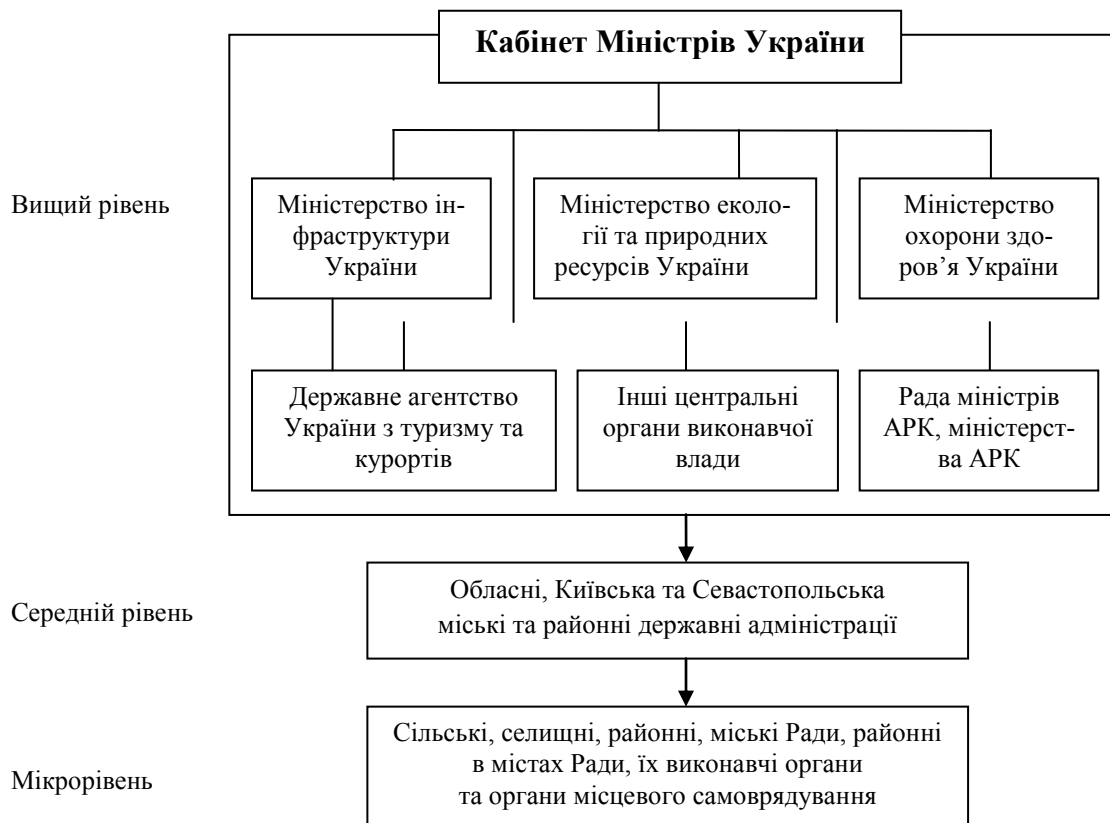 Кабінет Міністрів України
Вищий рівень
Міністерство ін-
фраструктури
України
Міністерство еколо-
гії та природних
ресурсів України
Міністерство
охорони здо-
ров’я України
Державне агентство
України з туризму та
курортів
Інші центральні
органи виконавчої
влади
Рада міністрів
АРК, міністерст-
ва АРК
Середній рівень
Обласні, Київська та Севастопольська
міські та районні державні адміністрації
Мікрорівень
Сільські, селищні, районні, міські Ради, районні
в містах Ради, їх виконавчі органи
та органи місцевого самоврядування